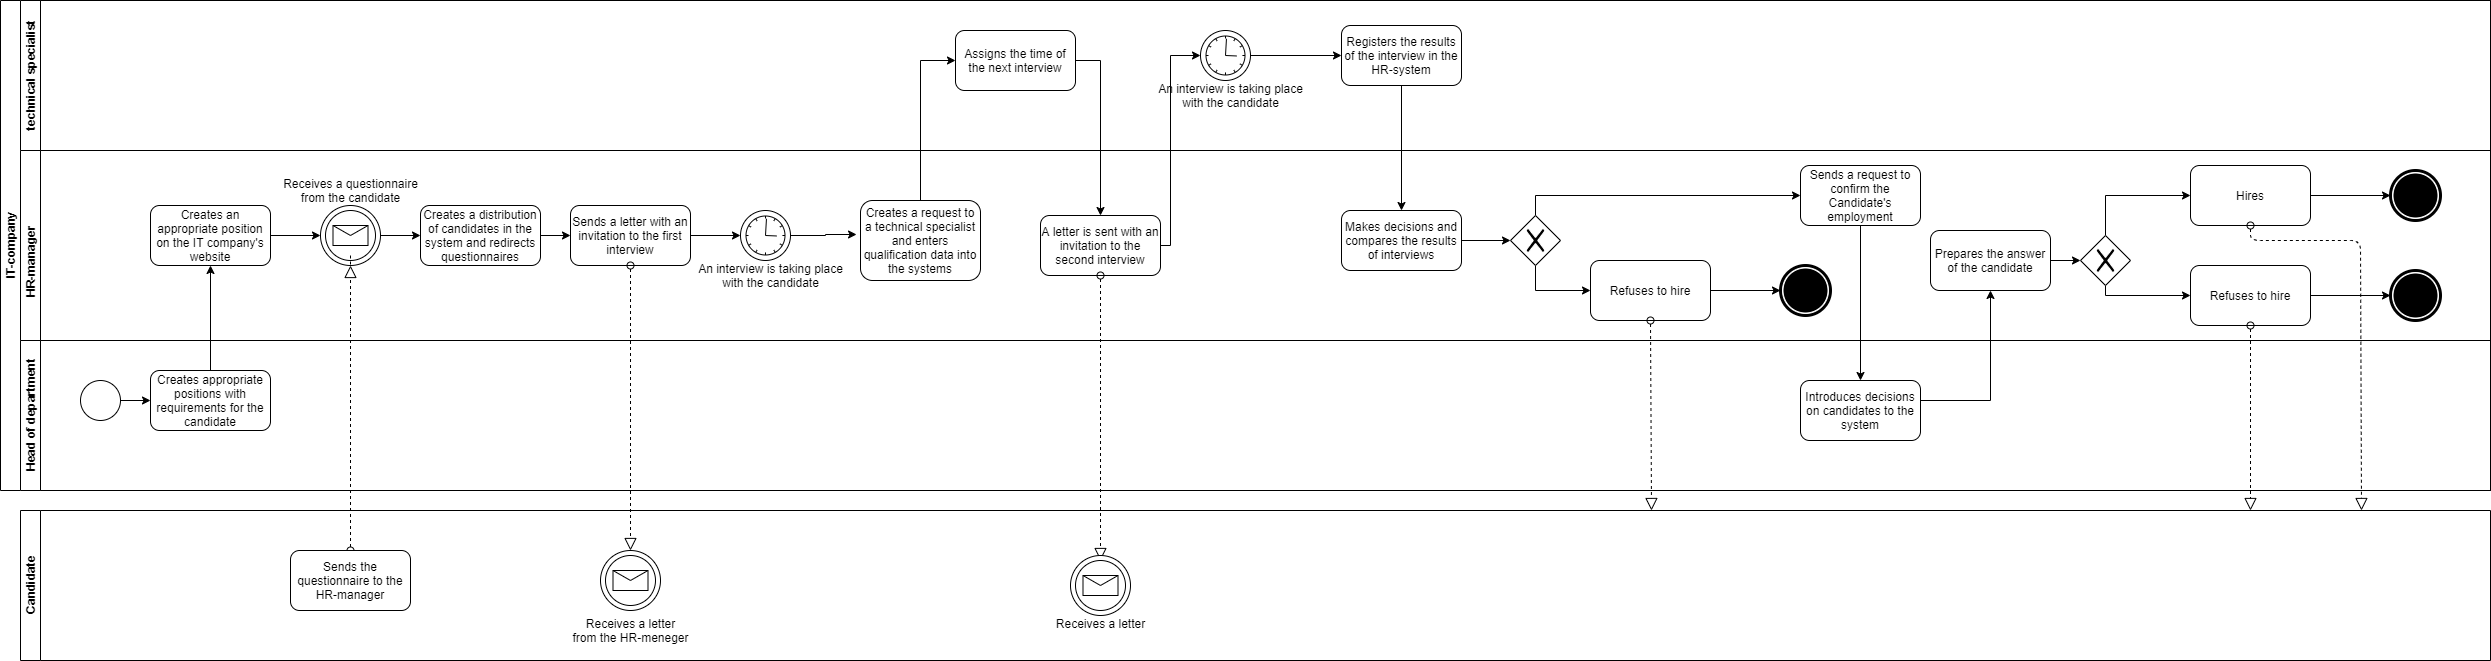 IT-company
technical specialist
Assigns the time of
the next interview
An interview is taking place
with the candidate
Registers the results
of the interview in the
HR-system
HR-manager
Creates an
appropriate position
on the IT company's
website
Receives a questionnaire
from the candidate
Creates a distribution
of candidates in the
system and redirects
questionnaires
Sends a letter with an
invitation to the first
interview
An interview is taking place
with the candidate
Creates a request to
a technical specialist
and enters
qualification data into
the systems
A letter is sent with an
invitation to the
second interview
Makes decisions and
compares the results
of interviews
Refuses to hire
Sends a request to
confirm the
Candidate's
employment
Prepares the answer
of the candidate
Hires
Refuses to hire
Head of department
Creates appropriate
positions with
requirements for the
candidate
Introduces decisions
on candidates to the
system
Candidate
Sends the
questionnaire to the
HR-manager
Receives a letter
from the HR-meneger
Receives a letter